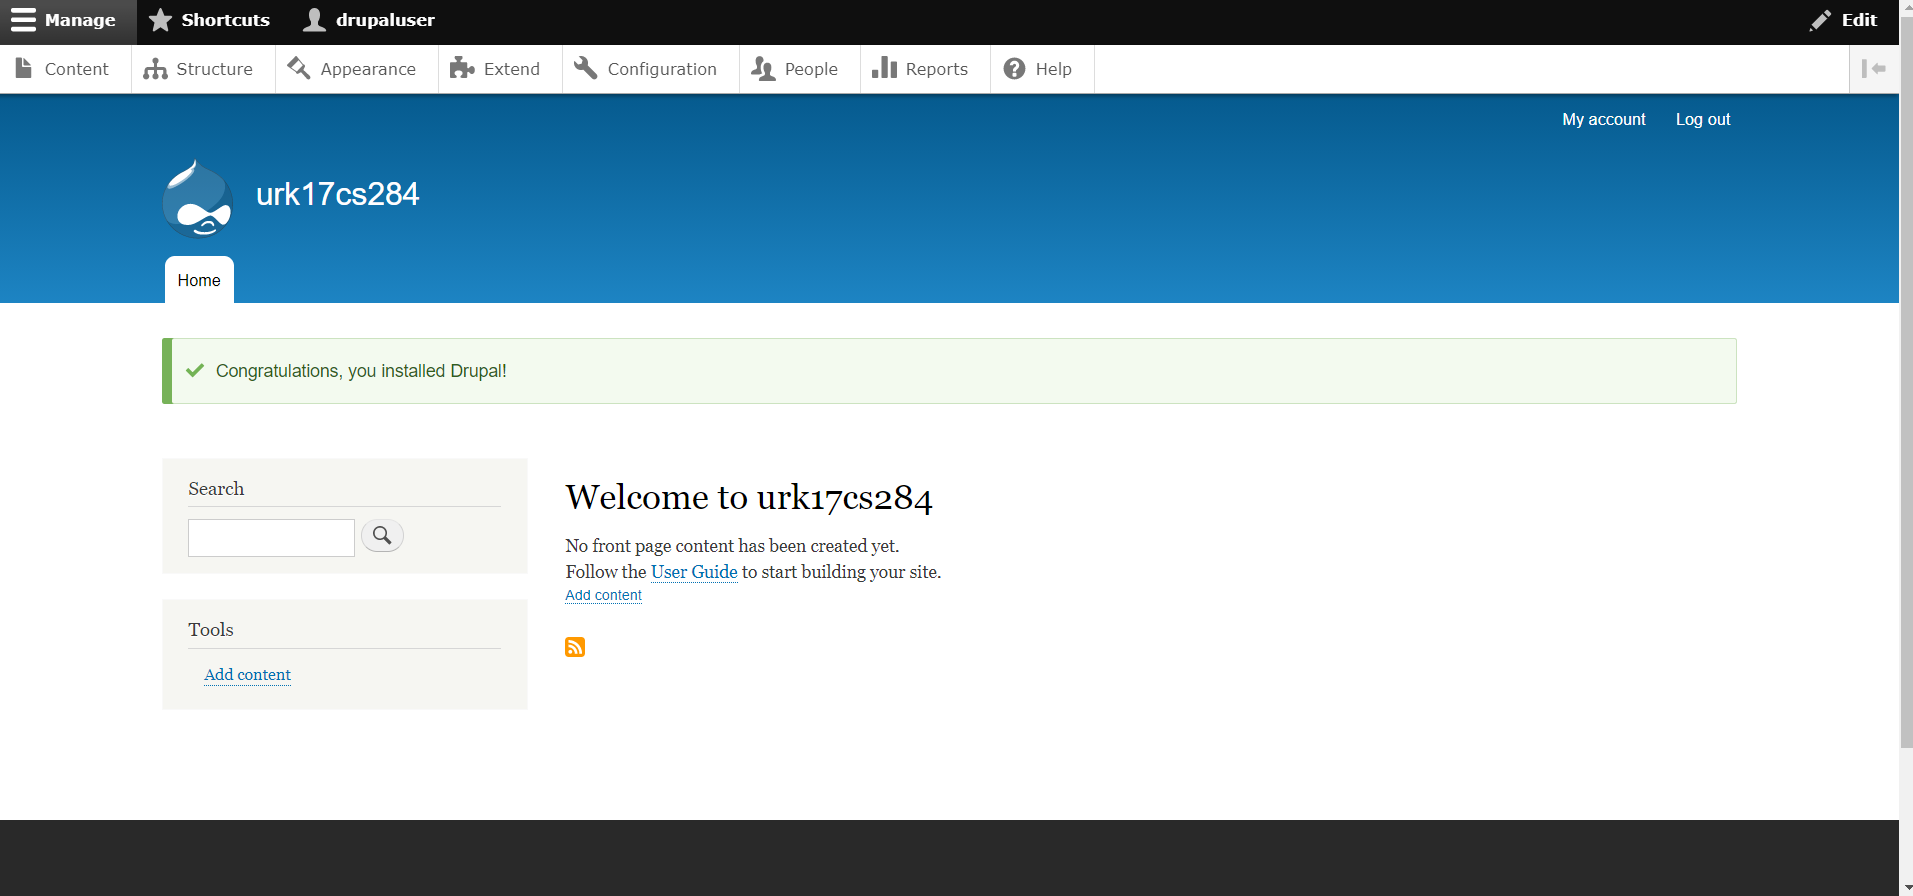 Manage Shortcuts drupaluser Edit
Content Structure Appearance Extend Configuration People Reports Help
My account Log out
urk17cs284
Home
Congratulations, you installed Drupal!
Search
Welcome to urk17cs284
No front page content has been created yet.
Follow the User Guide to start building your site.
Add content
Tools
Add content